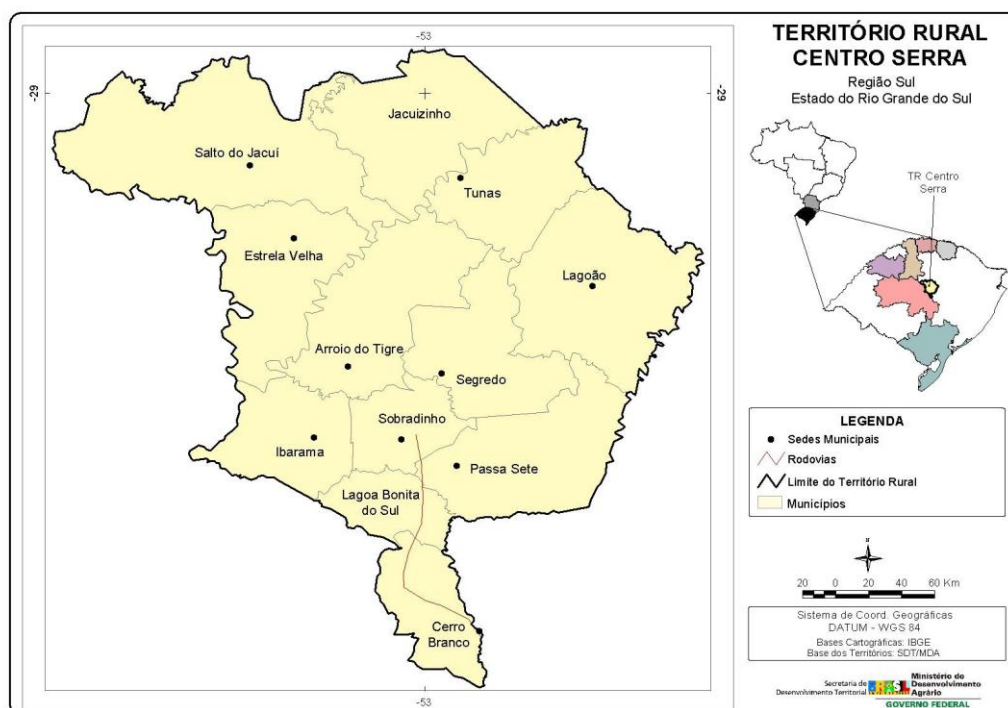 TERRITÓRIO RURAL
CENTRO SERRA
Região Sul
Estado do Rio Grande do Sul
-53
-29
-29
Jacuizinho
Salto do Jacuí
Tunas
Estrela Velha
Lagoão
Arroio do Tigre
Segredo
Sobradinho
Ibarama
Passa Sete
Lagoa Bonita
do Sul
Cerro
Branco
-53
TR Centro
Serra
LEGENDA
Sedes Municipais
Rodovias
Limite do Território Rural
Municípios
N
20 0 20 40 60 Km
Sistema de Coord. Geográficas
DATUM - WGS 84
Bases Cartográficas: IBGE
Base dos Territórios: SDT/MDA
Secretaria de
Desenvolvimento Territorial
BRASIL
Ministério do
Desenvolvimento
Agrário
GOVERNO FEDERAL